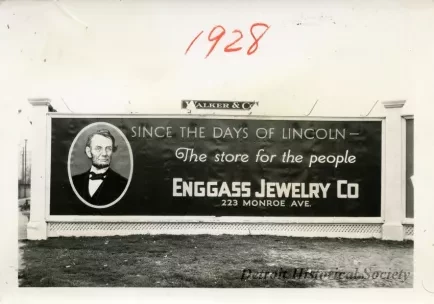 1928
WALKER & CO
SINCE THE DAYS OF LINCOLN—
The store for the people
ENGGASS JEWELRY CO
223 MONROE AVE.
Detroit Historical Society